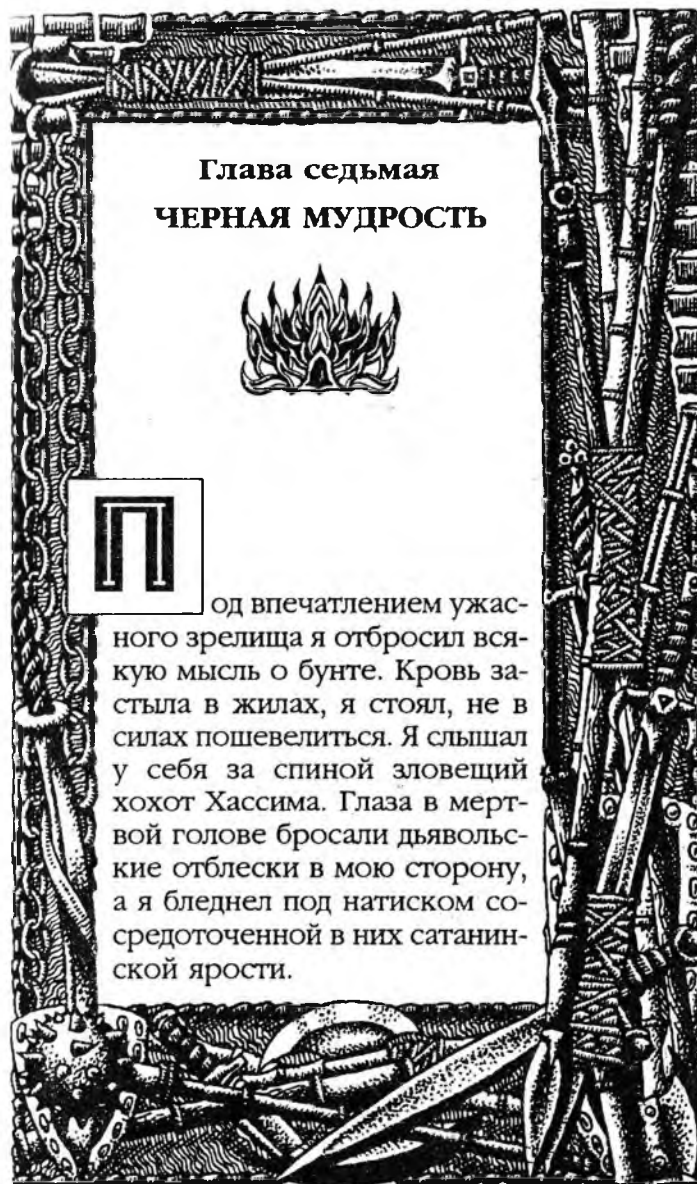 Глава седьмая
ЧЕРНАЯ МУДРОСТЬ
Под впечатлением ужас-
ного зрелища я отбросил вся-
кую мысль о бунте. Кровь за-
стыла в жилах, я стоял, не в
силах пошевелиться. Я слышал
у себя за спиной зловещий
хохот Хассима. Глаза в мерт-
вой голове бросали дьявольс-
кие отблески в мою сторону,
а я бледнел под натиском со-
средоточенной в них сатанин-
ской ярости.